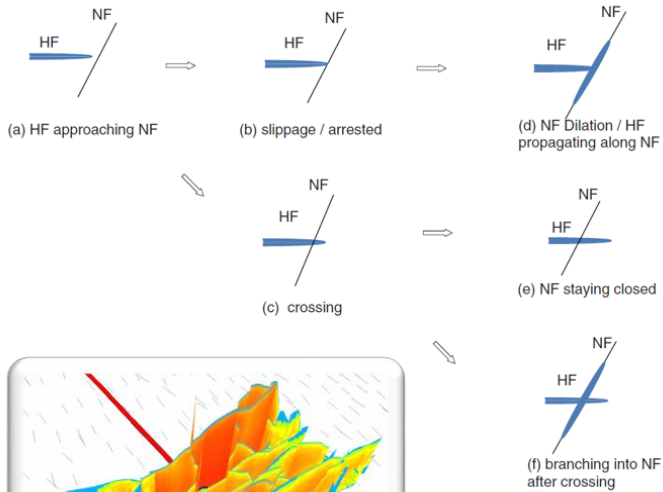 NF
HF
(a) HF approaching NF
NF
HF
(b) slippage / arrested
NF
HF
(d) NF Dilation / HF
propagating along NF
NF
HF
(c) crossing
NF
HF
(e) NF staying closed
NF
HF
(f) branching into NF
after crossing